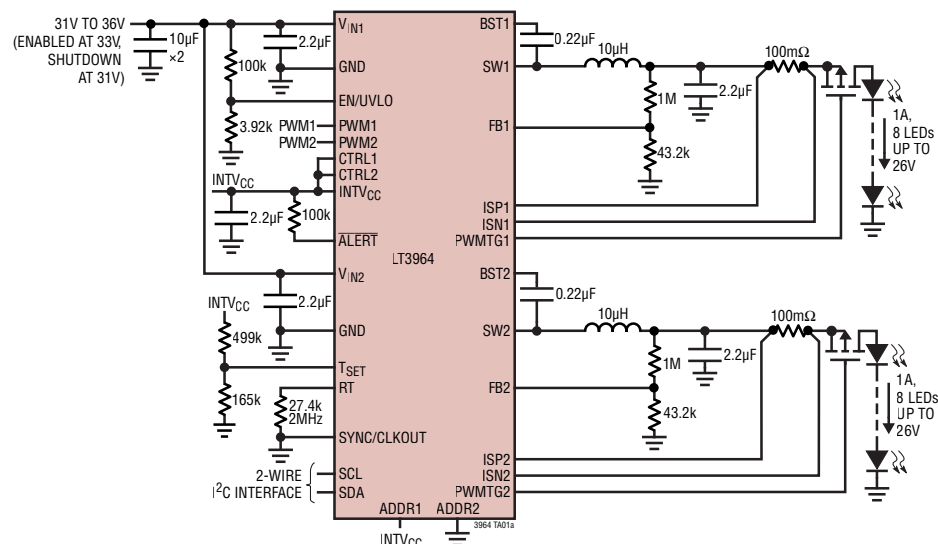 31V TO 36V
(ENABLED AT 33V,
SHUTDOWN
AT 31V)
10µF
×2
100k
3.92k
2.2µF
VIN1
GND
EN/UVLO
PWM1
PWM1
PWM2
PWM2
CTRL1
CTRL2
INTVCC
INTVCC
2.2µF
100k
ALERT
LT3964
VIN2
INTVCC
2.2µF
499k
GND
TSET
165k
RT
27.4k
2MHz
SYNC/CLKOUT
2-WIRE
I2C INTERFACE
SCL
SDA
ADDR1
ADDR2
INTVCC
3964 TA01a
BST1
0.22µF
10µH
SW1
100mΩ
1M
2.2µF
FB1
43.2k
1A,
8 LEDs
UP TO
26V
ISP1
ISN1
PWMTG1
BST2
0.22µF
10µH
SW2
100mΩ
1M
2.2µF
FB2
43.2k
1A,
8 LEDs
UP TO
26V
ISP2
ISN2
PWMTG2